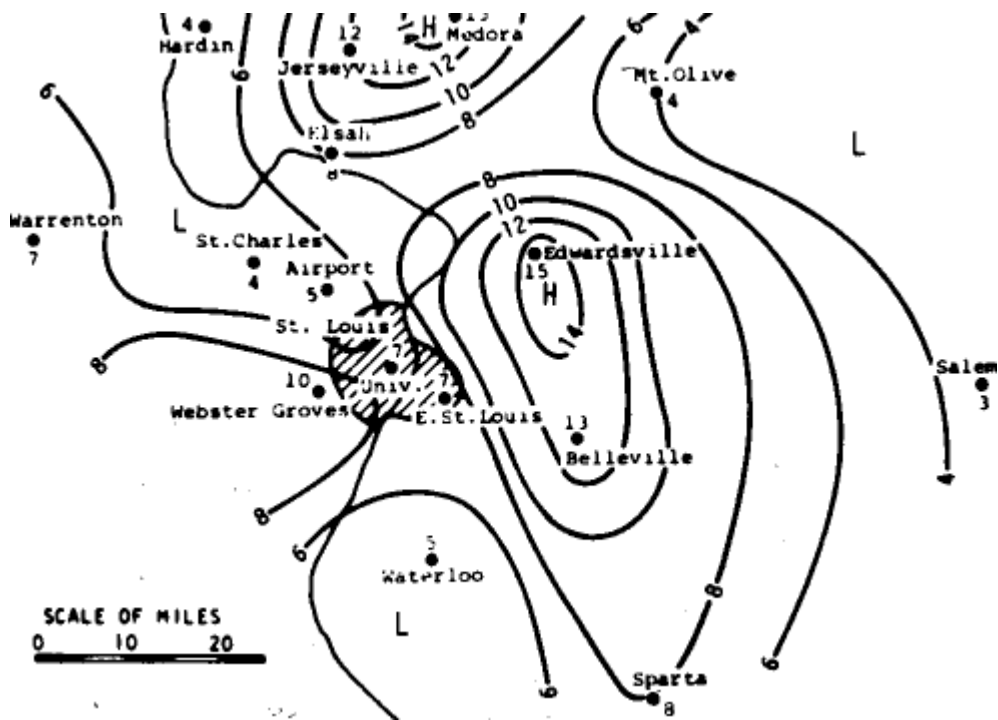 4
Hardin
12
Jerseyville
H
13
Medora
6
4
6
12
10
8
Mt.Olive
4
6
Elsah
8
L
Warrenton
7
L
St.Charles
4
Airport
5
8
10
12
Edwardsville
15
H
14
St. Louis
7
Univ.
7
E.St.Louis
8
10
Webster Groves
13
Belleville
Salem
3
4
8
6
5
Waterloo
L
8
6
6
SCALE OF MILES
0 10 20
Sparta
8